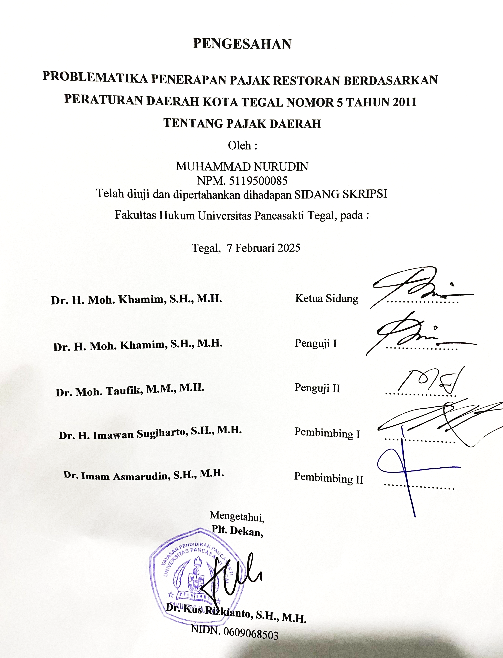 PENGESAHAN
PROBLEMATIKA PENERAPAN PAJAK RESTORAN BERDASARKAN
PERATURAN DAERAH KOTA TEGAL NOMOR 5 TAHUN 2011
TENTANG PAJAK DAERAH
Oleh :
MUHAMMAD NURUDIN
NPM. 5119500085
Telah diuji dan dipertahankan dihadapan SIDANG SKRIPSI
Fakultas Hukum Universitas Pancasakti Tegal, pada :
Tegal, 7 Februari 2025
Dr. H. Moh. Khamim, S.H., M.H. Ketua Sidung
Dr. H. Moh. Khamim, S.H., M.H. Penguji I
Dr. Moh. Taufik, M.M., M.H. Penguji II
Dr. H. Imawan Sugiharto, S.H., M.H. Pembimbing I
Dr. Imam Asmarudin, S.H., M.H. Pembimbing II
Mengetahui,
Plt. Dekan,
UNIVERSITAS PANCASAKTI
Dr. Kus Rizkianto, S.H., M.H.
NIDN. 0609068503